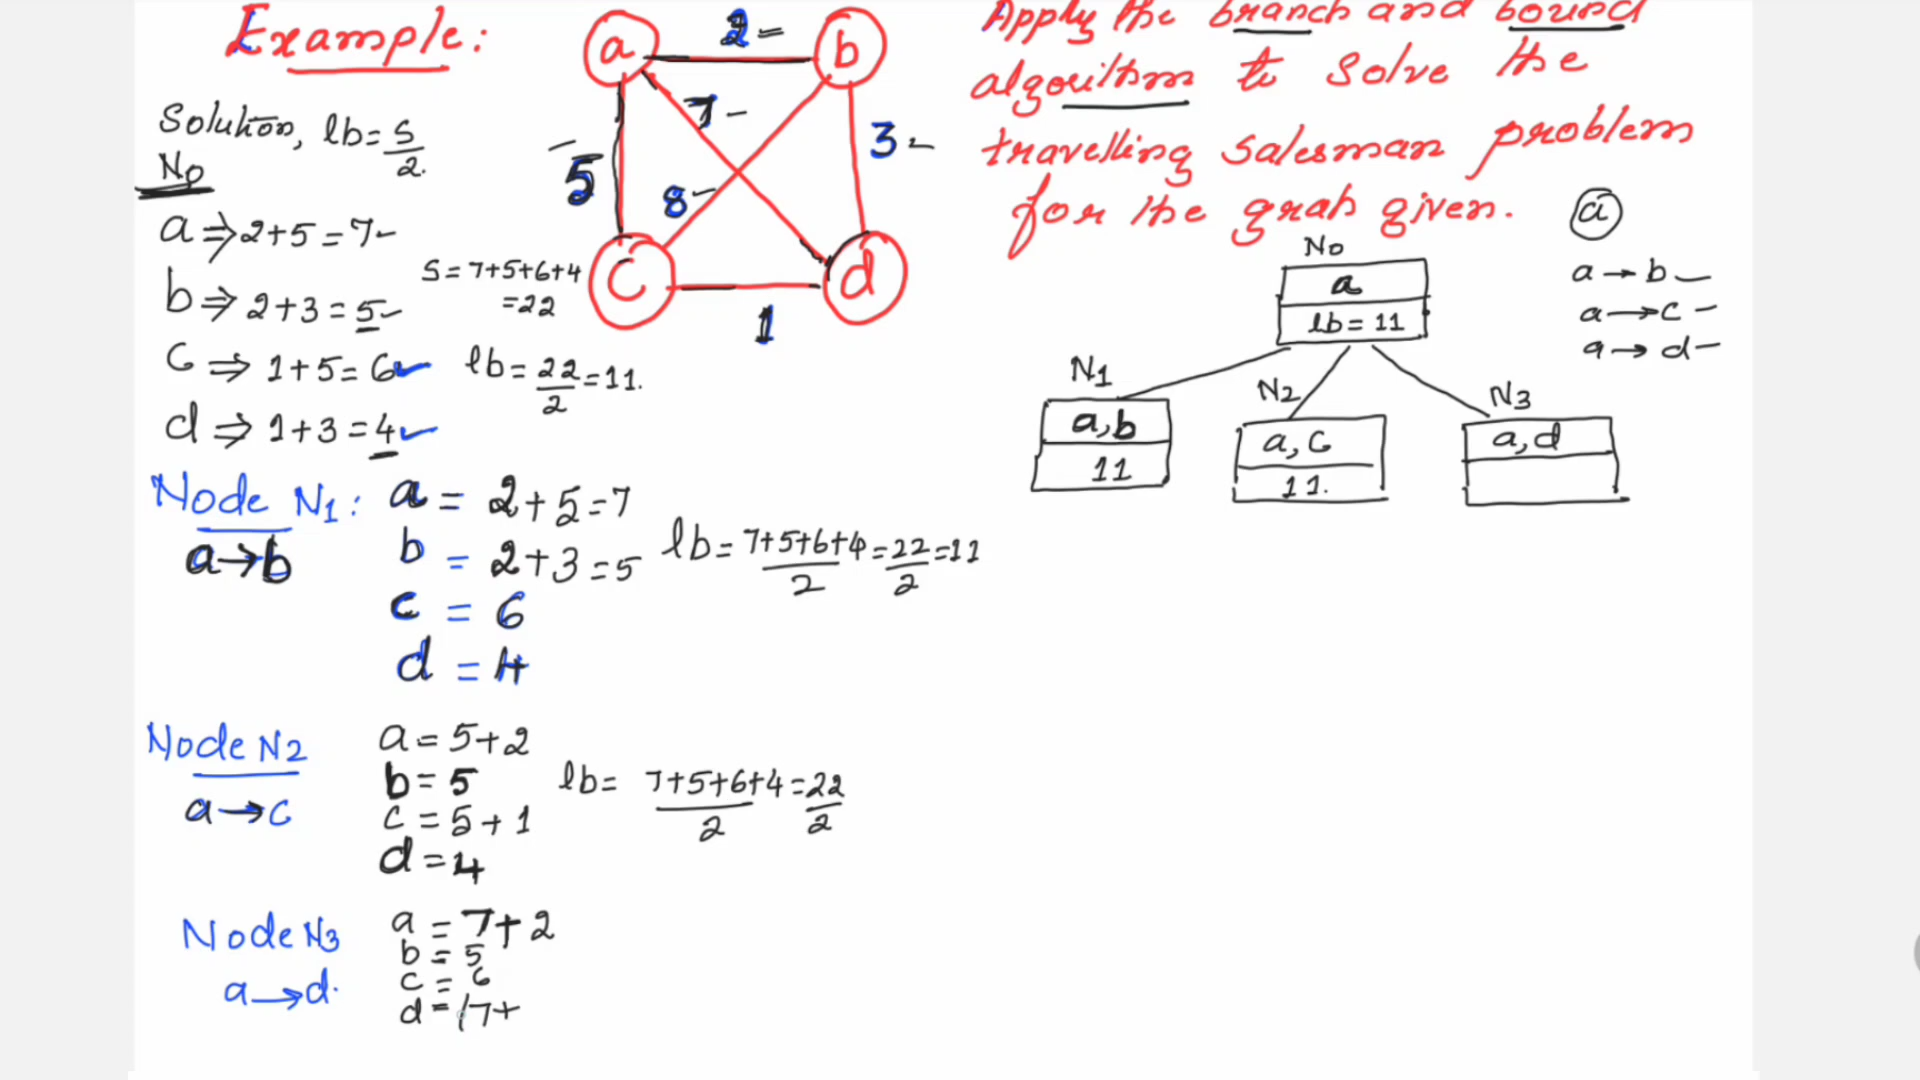 Example:
Apply the branch and bound
algorithm to solve the
travelling salesman problem
for the grah given.
a
a → b
a → c
a → d
Solution, lb = S/2.
N0
a ⇒ 2+5 = 7
b ⇒ 2+3 = 5
c ⇒ 1+5 = 6
d ⇒ 1+3 = 4
S = 7+5+6+4
= 22
lb = 22/2 = 11.
a
2
b
7
3
5
8
c
d
1
N0
a
lb = 11
N1
a,b
11
N2
a, c
11.
N3
a, d
Node N1:
a → b
a = 2+5 = 7
b = 2+3 = 5
c = 6
d = 4
lb = 7+5+6+4/2 = 22/2 = 11
Node N2
a → c
a = 5+2
b = 5
c = 5+1
d = 4
lb = 7+5+6+4/2 = 22/2
Node N3
a → d.
a = 7+2
b = 5
c = 6
d = 17+